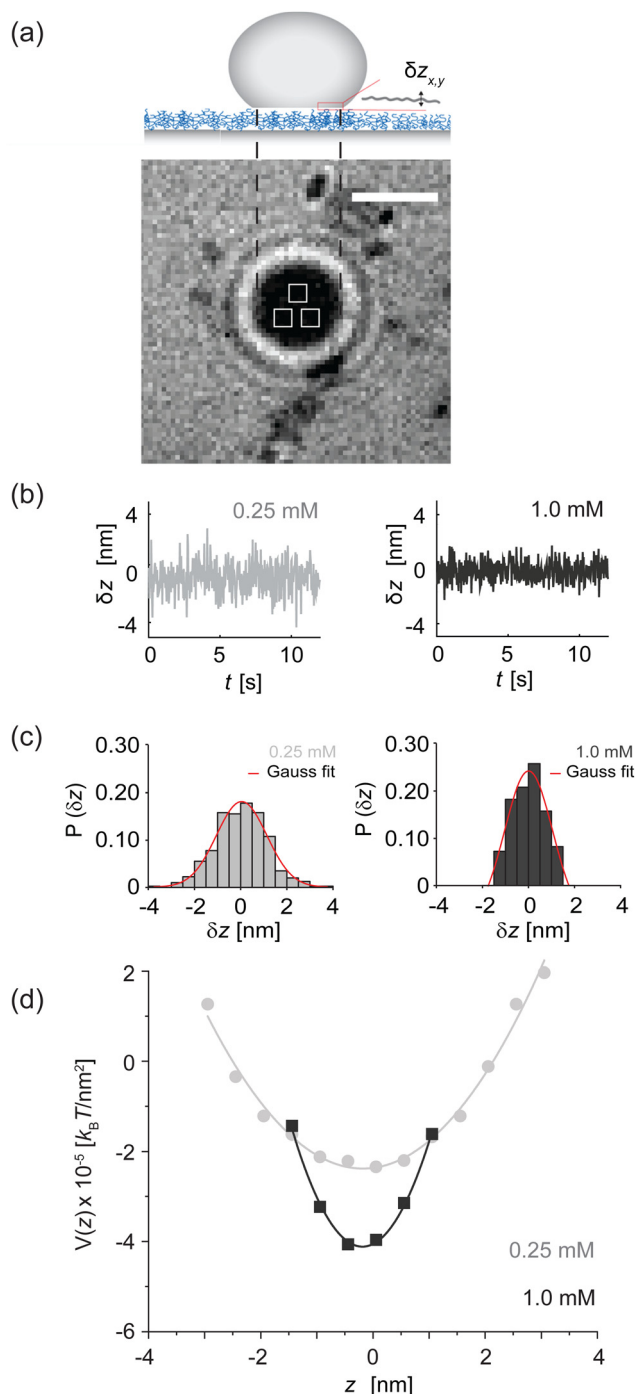 (a)
δz x,y
(b)
4
0
-4
δz [nm]
0.25 mM
0 5 10
t [s]
4
0
-4
δz [nm]
1.0 mM
0 5 10
t [s]
(c)
0.30
0.20
0.10
0
P (δz)
0.25 mM
Gauss fit
-4 -2 0 2 4
δz [nm]
0.30
0.20
0.10
0
P (δz)
1.0 mM
Gauss fit
-4 -2 0 2 4
δz [nm]
(d)
2
0
-2
-4
-6
V(z) x 10⁻⁵ [k_B T/nm²]
0.25 mM
1.0 mM
-4 -2 0 2 4
z [nm]